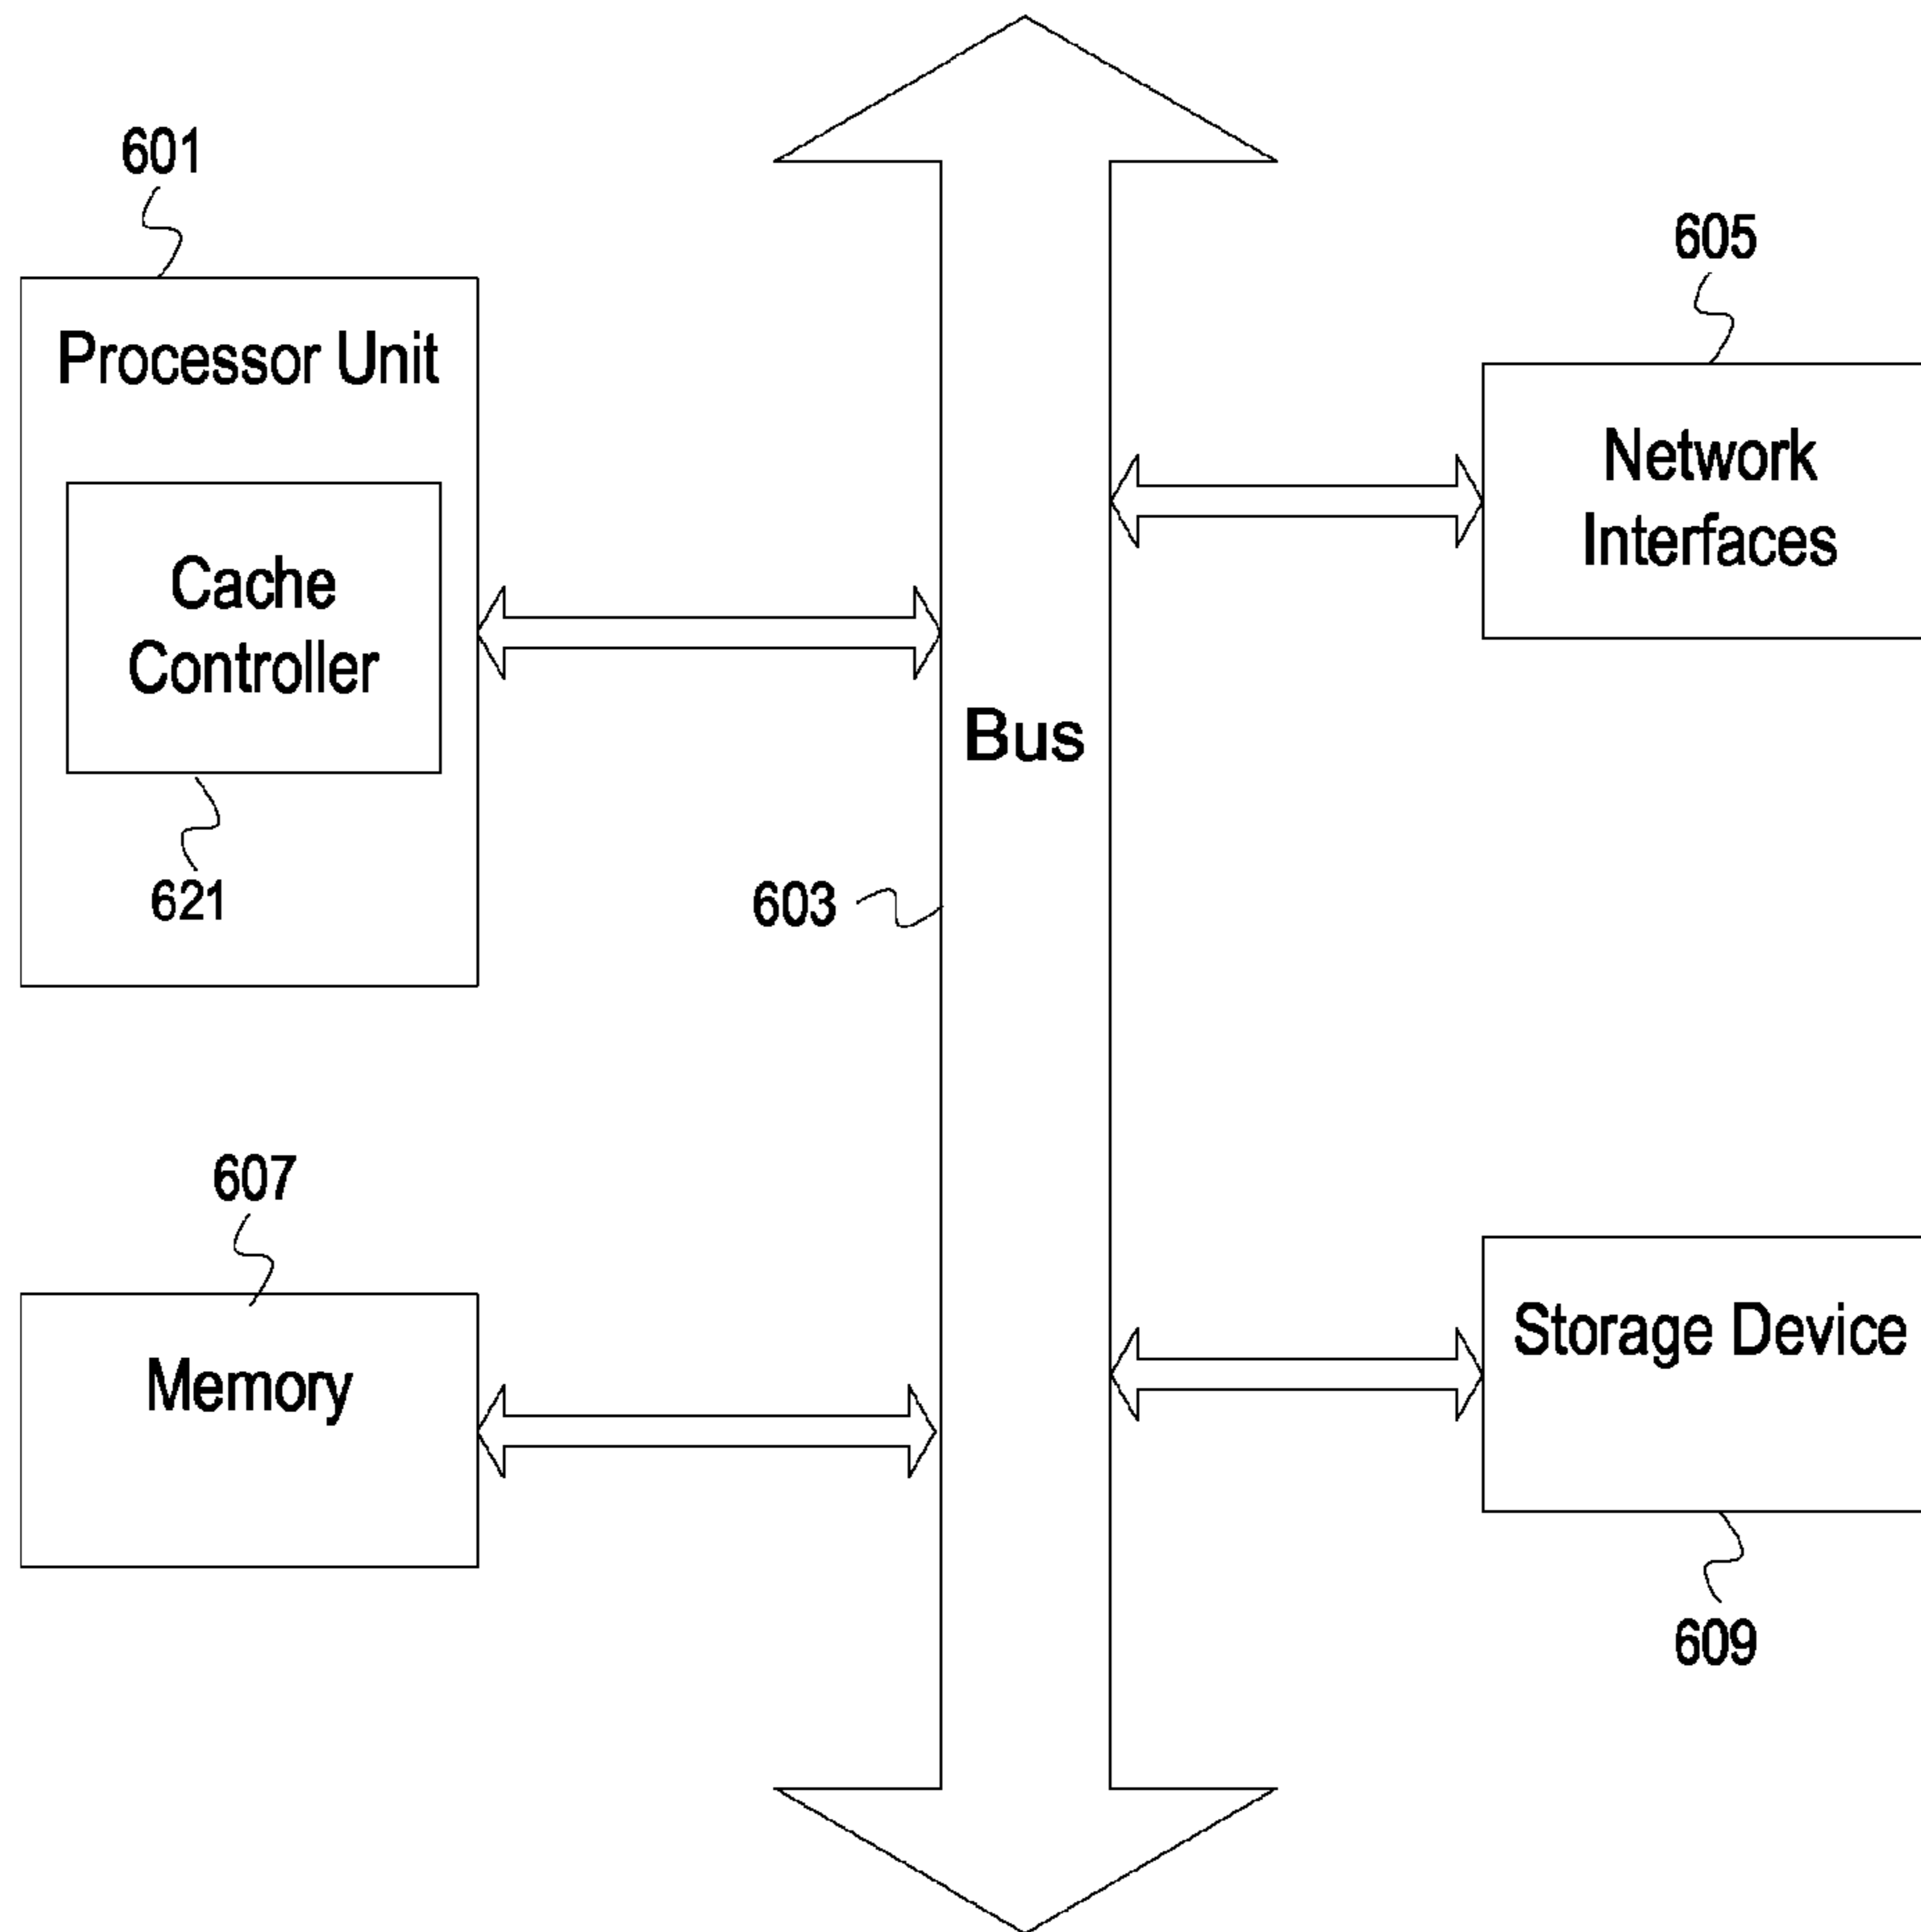 601
Processor Unit
Cache
Controller
621
603
Bus
605
Network
Interfaces
607
Memory
Storage Device
609